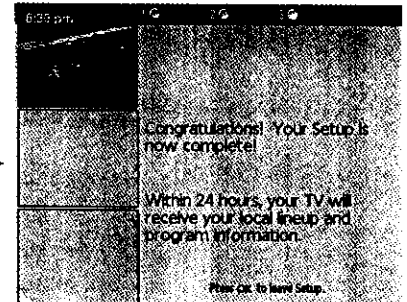 6:33 pm
1
2
3
Congratulations! Your Setup is
now complete!
Within 24 hours, your TV will
receive your local lineup and
program information.
Press OK to leave Setup.